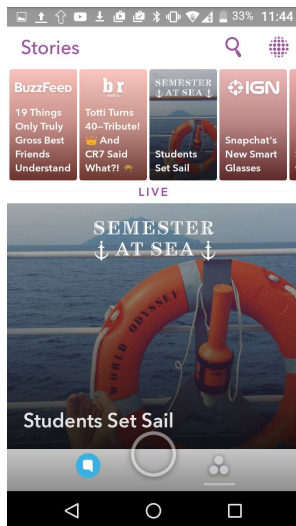 33% 11:44
Stories
BuzzFeeD
19 Things
Only Truly
Gross Best
Friends
Understand
br
Totti Turns
40–Tribute!
👑 And
CR7 Said
What?!
SEMESTER
AT SEA
Students
Set Sail
IGN
Snapchat's
New Smart
Glasses
LIVE
SEMESTER
AT SEA
WORLD ODYSSEY
Students Set Sail